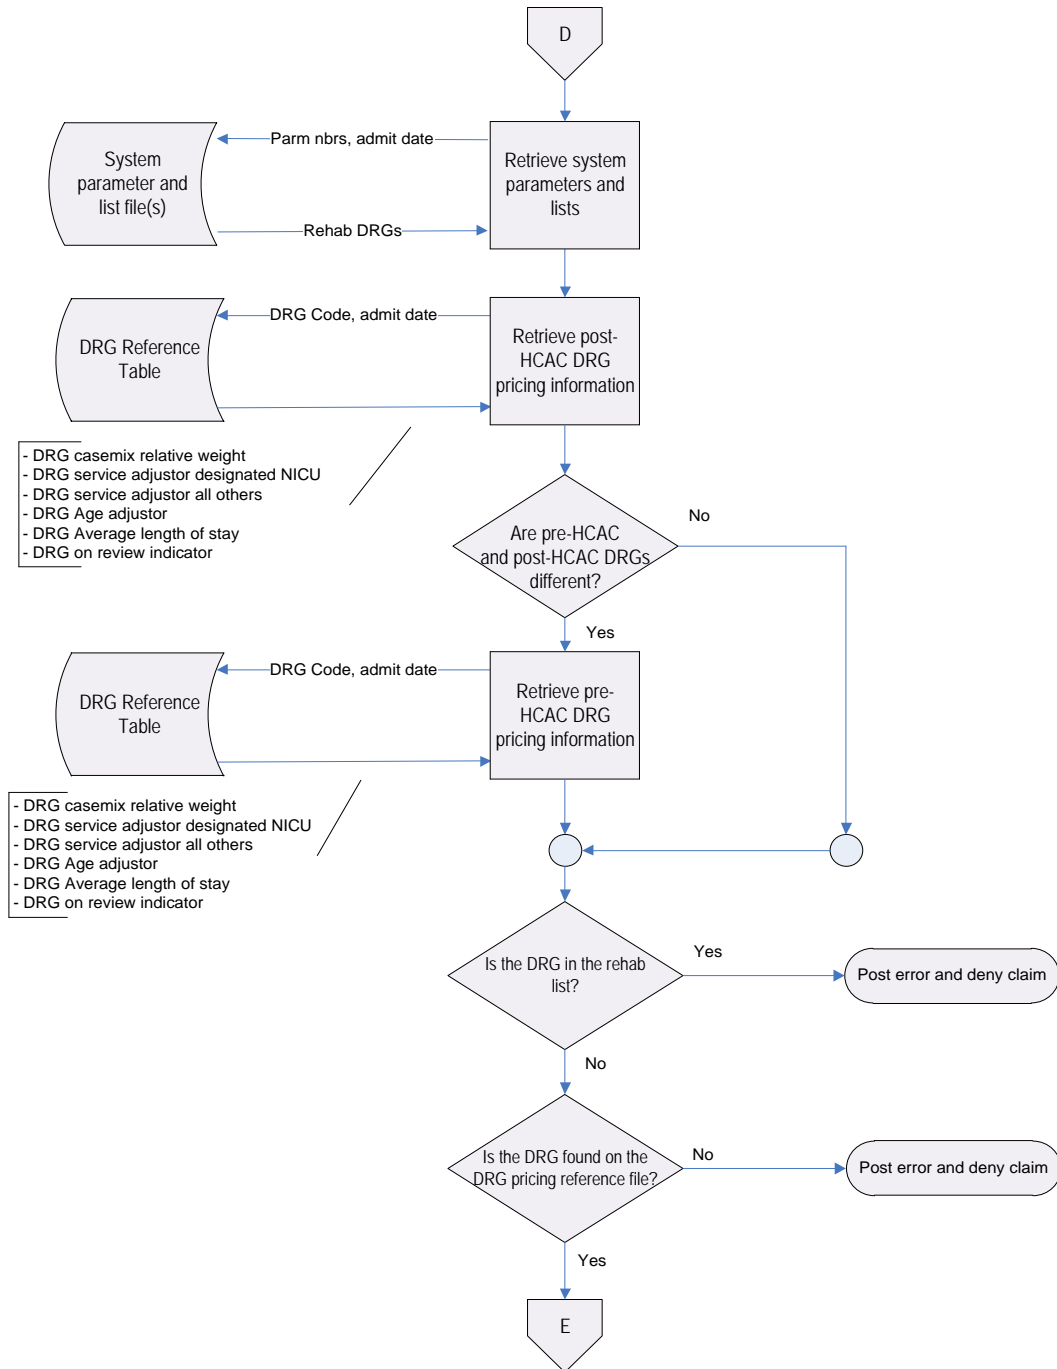 D
Parm nbrs, admit date
System
parameter and
list file(s)
Retrieve system
parameters and
lists
Rehab DRGs
DRG Code, admit date
DRG Reference
Table
Retrieve post-
HCAC DRG
pricing information
- DRG casemix relative weight
- DRG service adjustor designated NICU
- DRG service adjustor all others
- DRG Age adjustor
- DRG Average length of stay
- DRG on review indicator
Are pre-HCAC
and post-HCAC DRGs
different?
No
Yes
DRG Code, admit date
DRG Reference
Table
Retrieve pre-
HCAC DRG
pricing information
- DRG casemix relative weight
- DRG service adjustor designated NICU
- DRG service adjustor all others
- DRG Age adjustor
- DRG Average length of stay
- DRG on review indicator
Is the DRG in the rehab
list?
Yes
Post error and deny claim
No
Is the DRG found on the
DRG pricing reference file?
No
Post error and deny claim
Yes
E